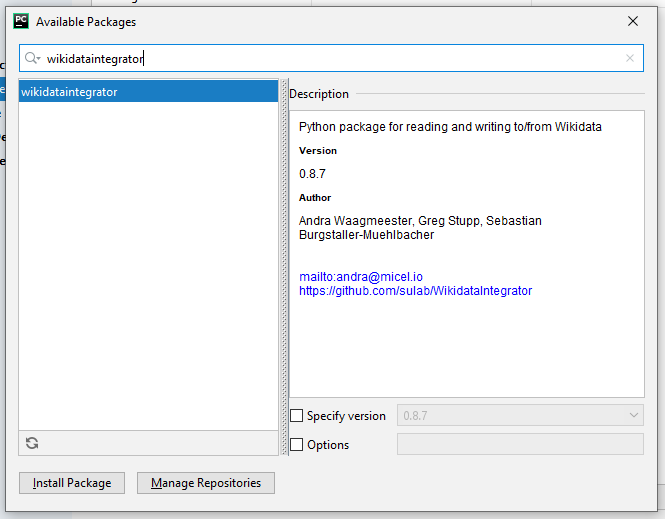 PC
Available Packages
wikidataintegrator
wikidataintegrator
Description
Python package for reading and writing to/from Wikidata
Version
0.8.7
Author
Andra Waagmeester, Greg Stupp, Sebastian
Burgstaller-Muehlbacher
mailto:andra@micel.io
https://github.com/sulab/WikidataIntegrator
Specify version
0.8.7
Options
Install Package
Manage Repositories